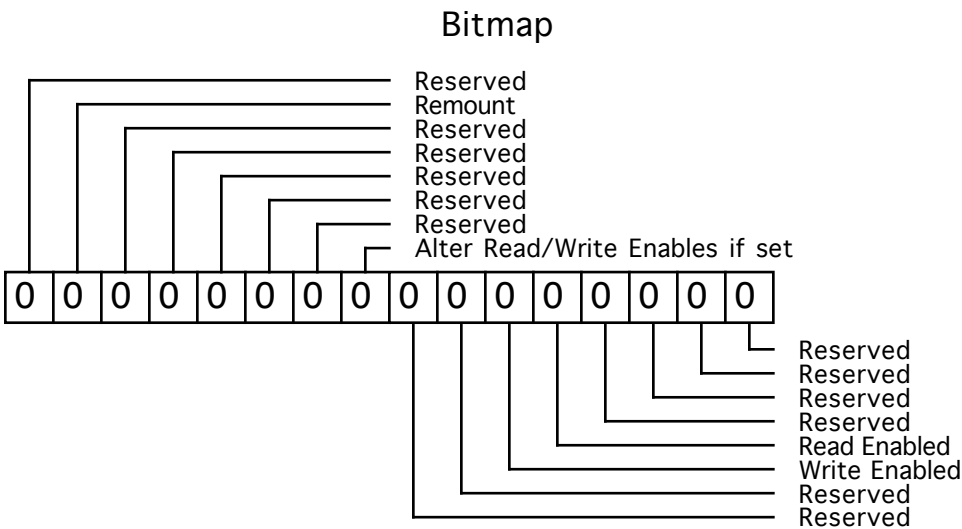 Bitmap
Reserved
Remount
Reserved
Reserved
Reserved
Reserved
Reserved
Alter Read/Write Enables if set
0 0 0 0 0 0 0 0 0 0 0 0 0 0 0 0
Reserved
Reserved
Reserved
Reserved
Read Enabled
Write Enabled
Reserved
Reserved